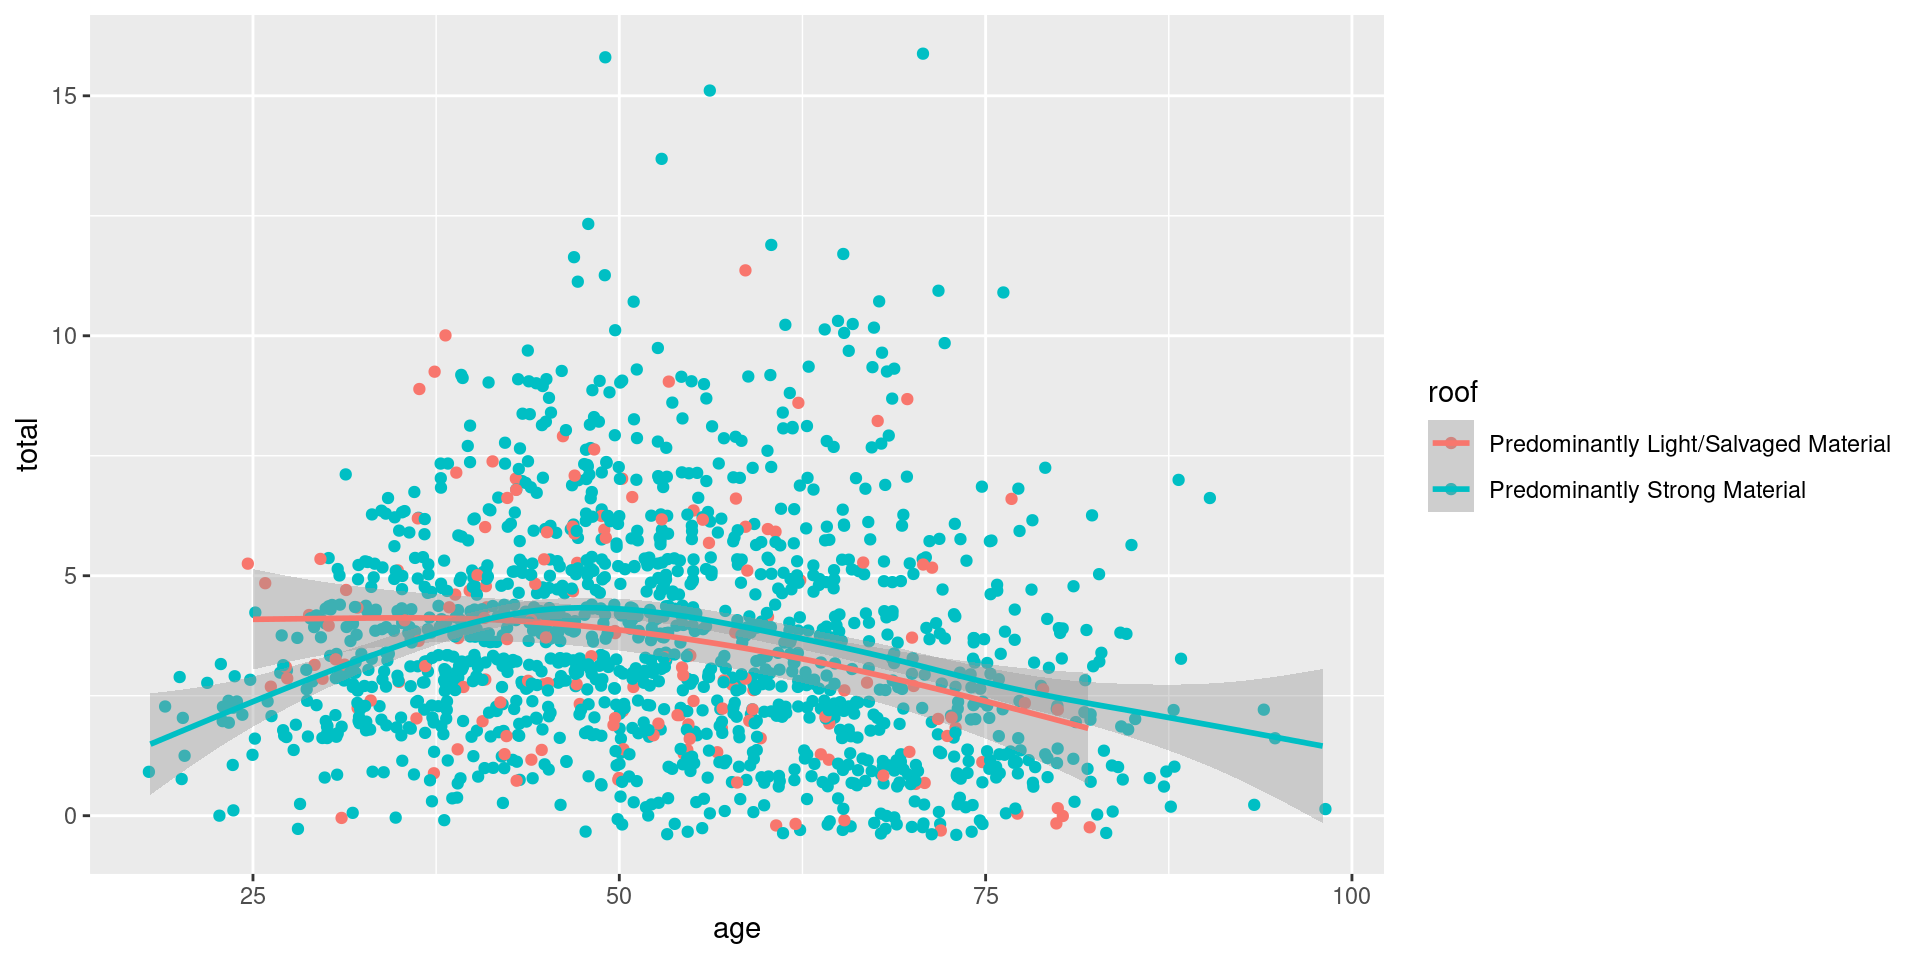 15
10
5
0
total
25
50
75
100
age
roof
Predominantly Light/Salvaged Material
Predominantly Strong Material